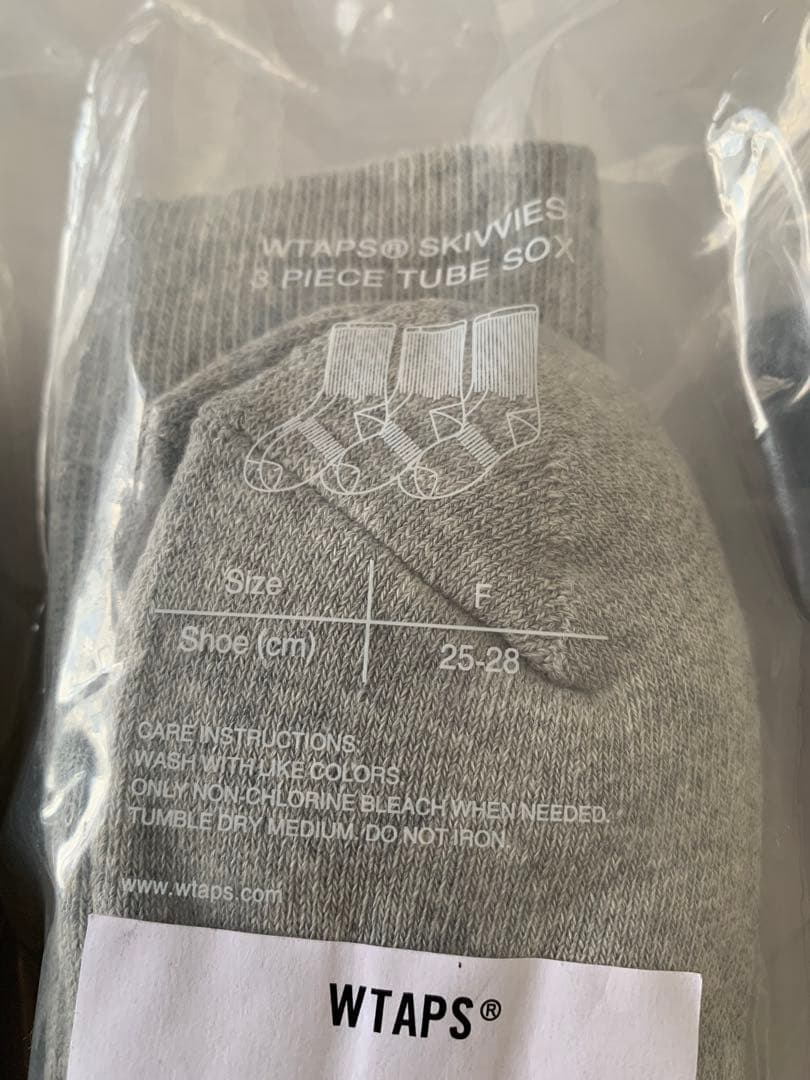 WTAPS® SKIVVIES
3 PIECE TUBE SOX
Size F
Shoe (cm) 25-28
CARE INSTRUCTIONS:
WASH WITH LIKE COLORS.
ONLY NON-CHLORINE BLEACH WHEN NEEDED.
TUMBLE DRY MEDIUM. DO NOT IRON.
www.wtaps.com
WTAPS®